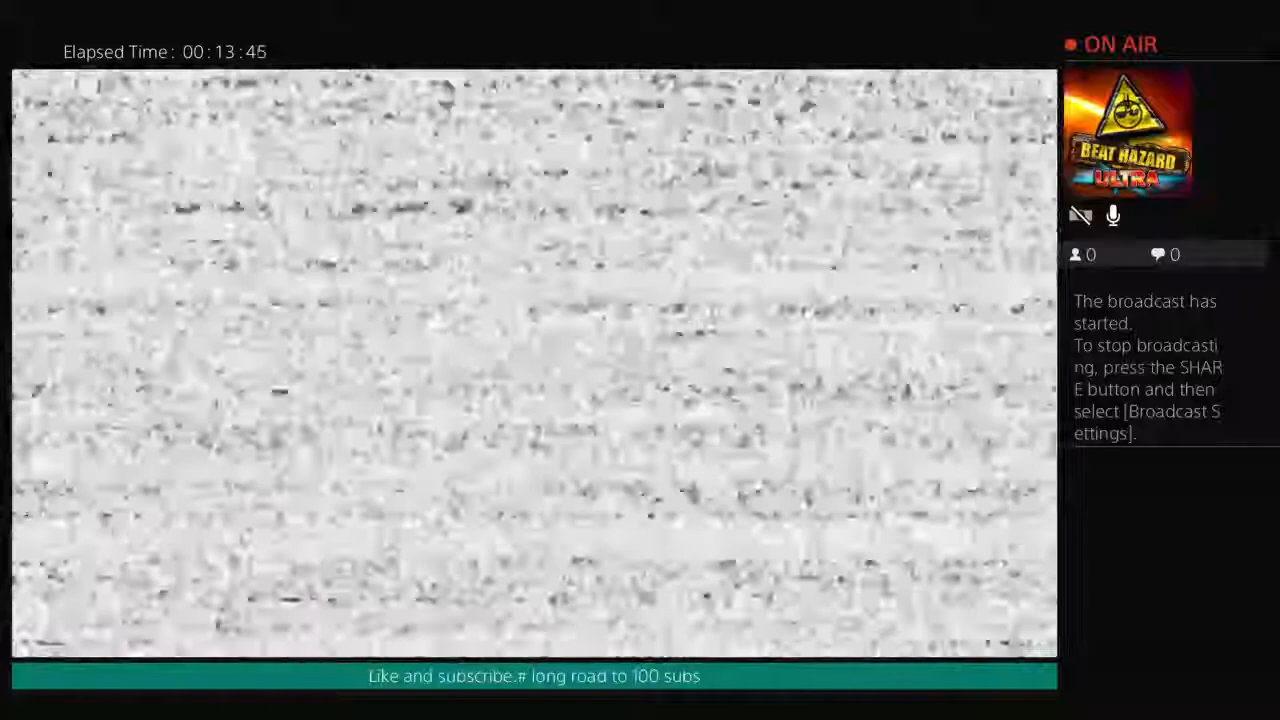 Elapsed Time: 00:13:45
ON AIR
BEAT HAZARD
ULTRA
0
0
The broadcast has
started.
To stop broadcasti
ng, press the SHAR
E button and then
select [Broadcast S
ettings].
Like and subscribe.# long road to 100 subs